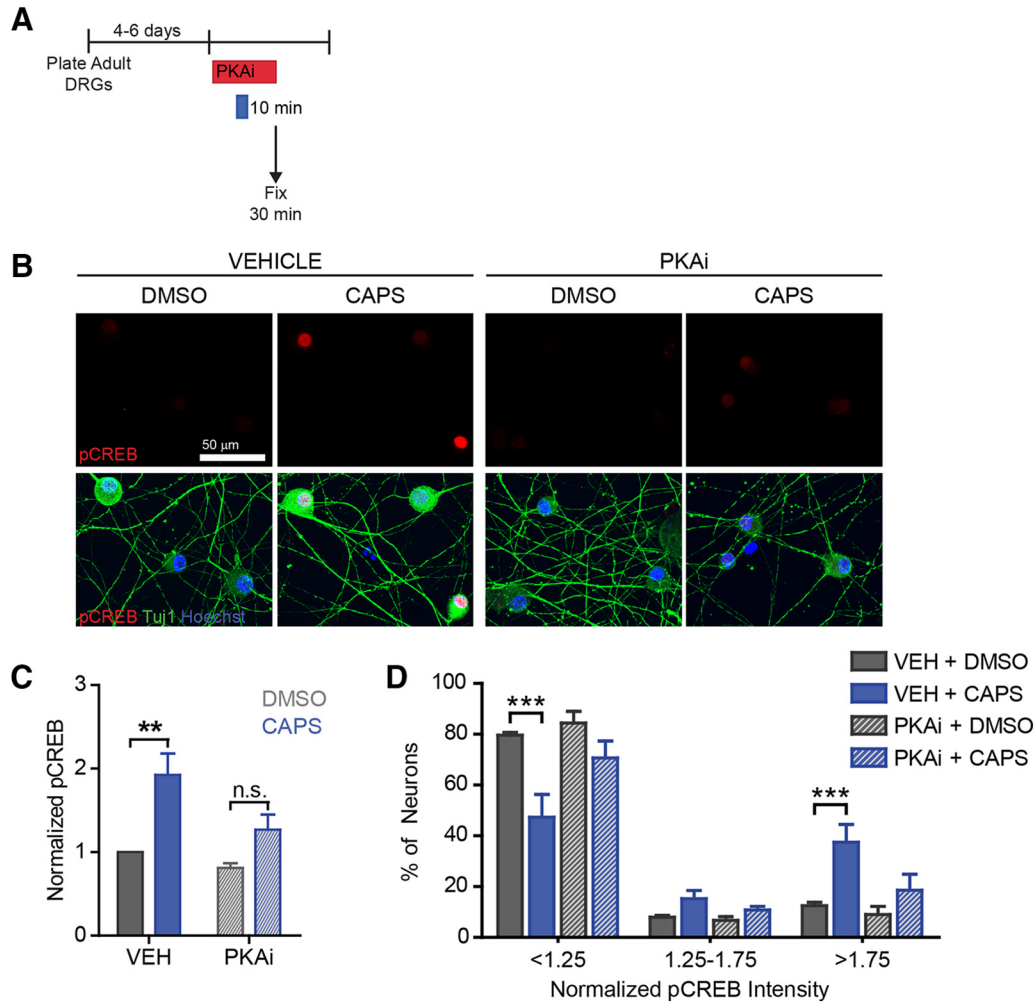 A
4-6 days
Plate Adult
DRGs
PKAi
10 min
Fix
30 min
B
VEHICLE
PKAi
DMSO
CAPS
DMSO
CAPS
pCREB
50 μm
pCREB Tuj1 Hoechst
C
Normalized pCREB
3
2
1
0
**
n.s.
DMSO
CAPS
VEH
PKAi
D
% of Neurons
100
80
60
40
20
0
***
***
VEH + DMSO
VEH + CAPS
PKAi + DMSO
PKAi + CAPS
<1.25
1.25-1.75
>1.75
Normalized pCREB Intensity